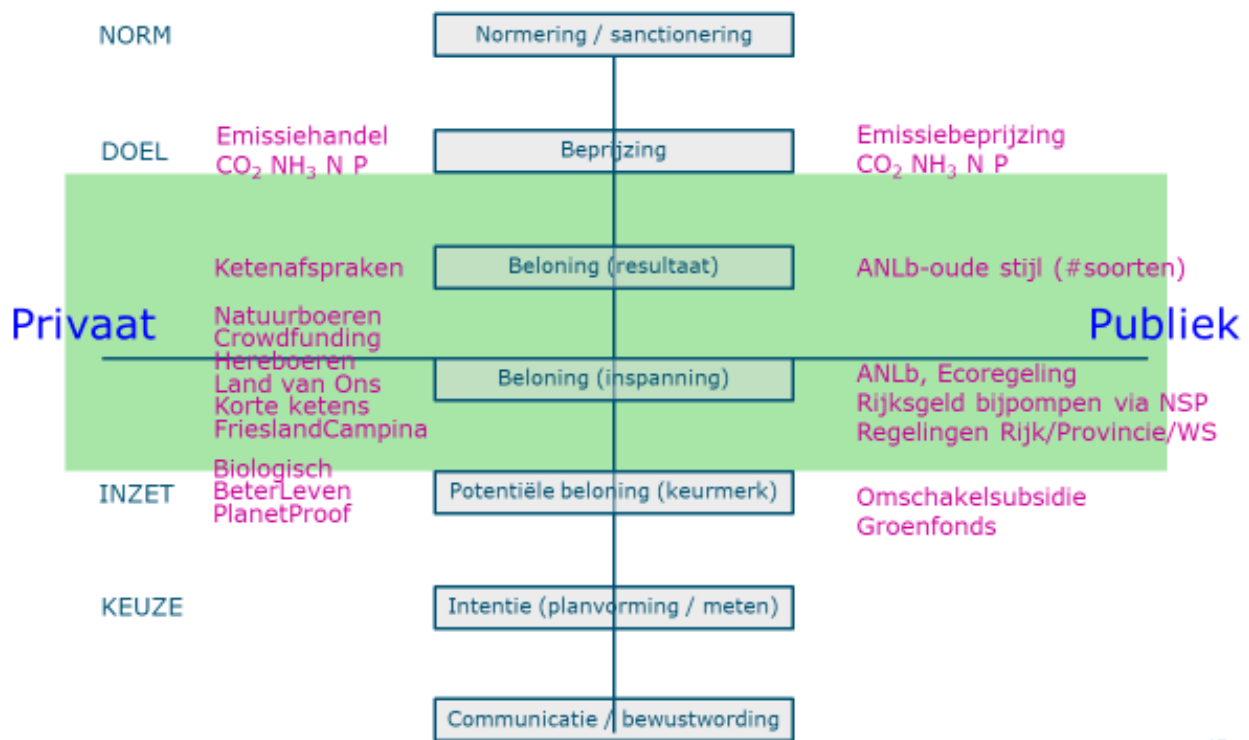 NORM
Normering / sanctionering
DOEL
Emissiehandel
CO₂ NH₃ N P
Beprijzing
Emissiebeprijzing
CO₂ NH₃ N P
Ketenafspraken
Beloning (resultaat)
ANLb-oude stijl (#soorten)
Privaat
Natuurboeren
Crowdfunding
Hereboeren
Land van Ons
Korte ketens
FrieslandCampina
Beloning (inspanning)
Publiek
ANLb, Ecoregeling
Rijksgeld bijpompen via NSP
Regelingen Rijk/Provincie/WS
INZET
Biologisch
BeterLeven
PlanetProof
Potentiële beloning (keurmerk)
Omschakelsubsidie
Groenfonds
KEUZE
Intentie (planvorming / meten)
Communicatie / bewustwording